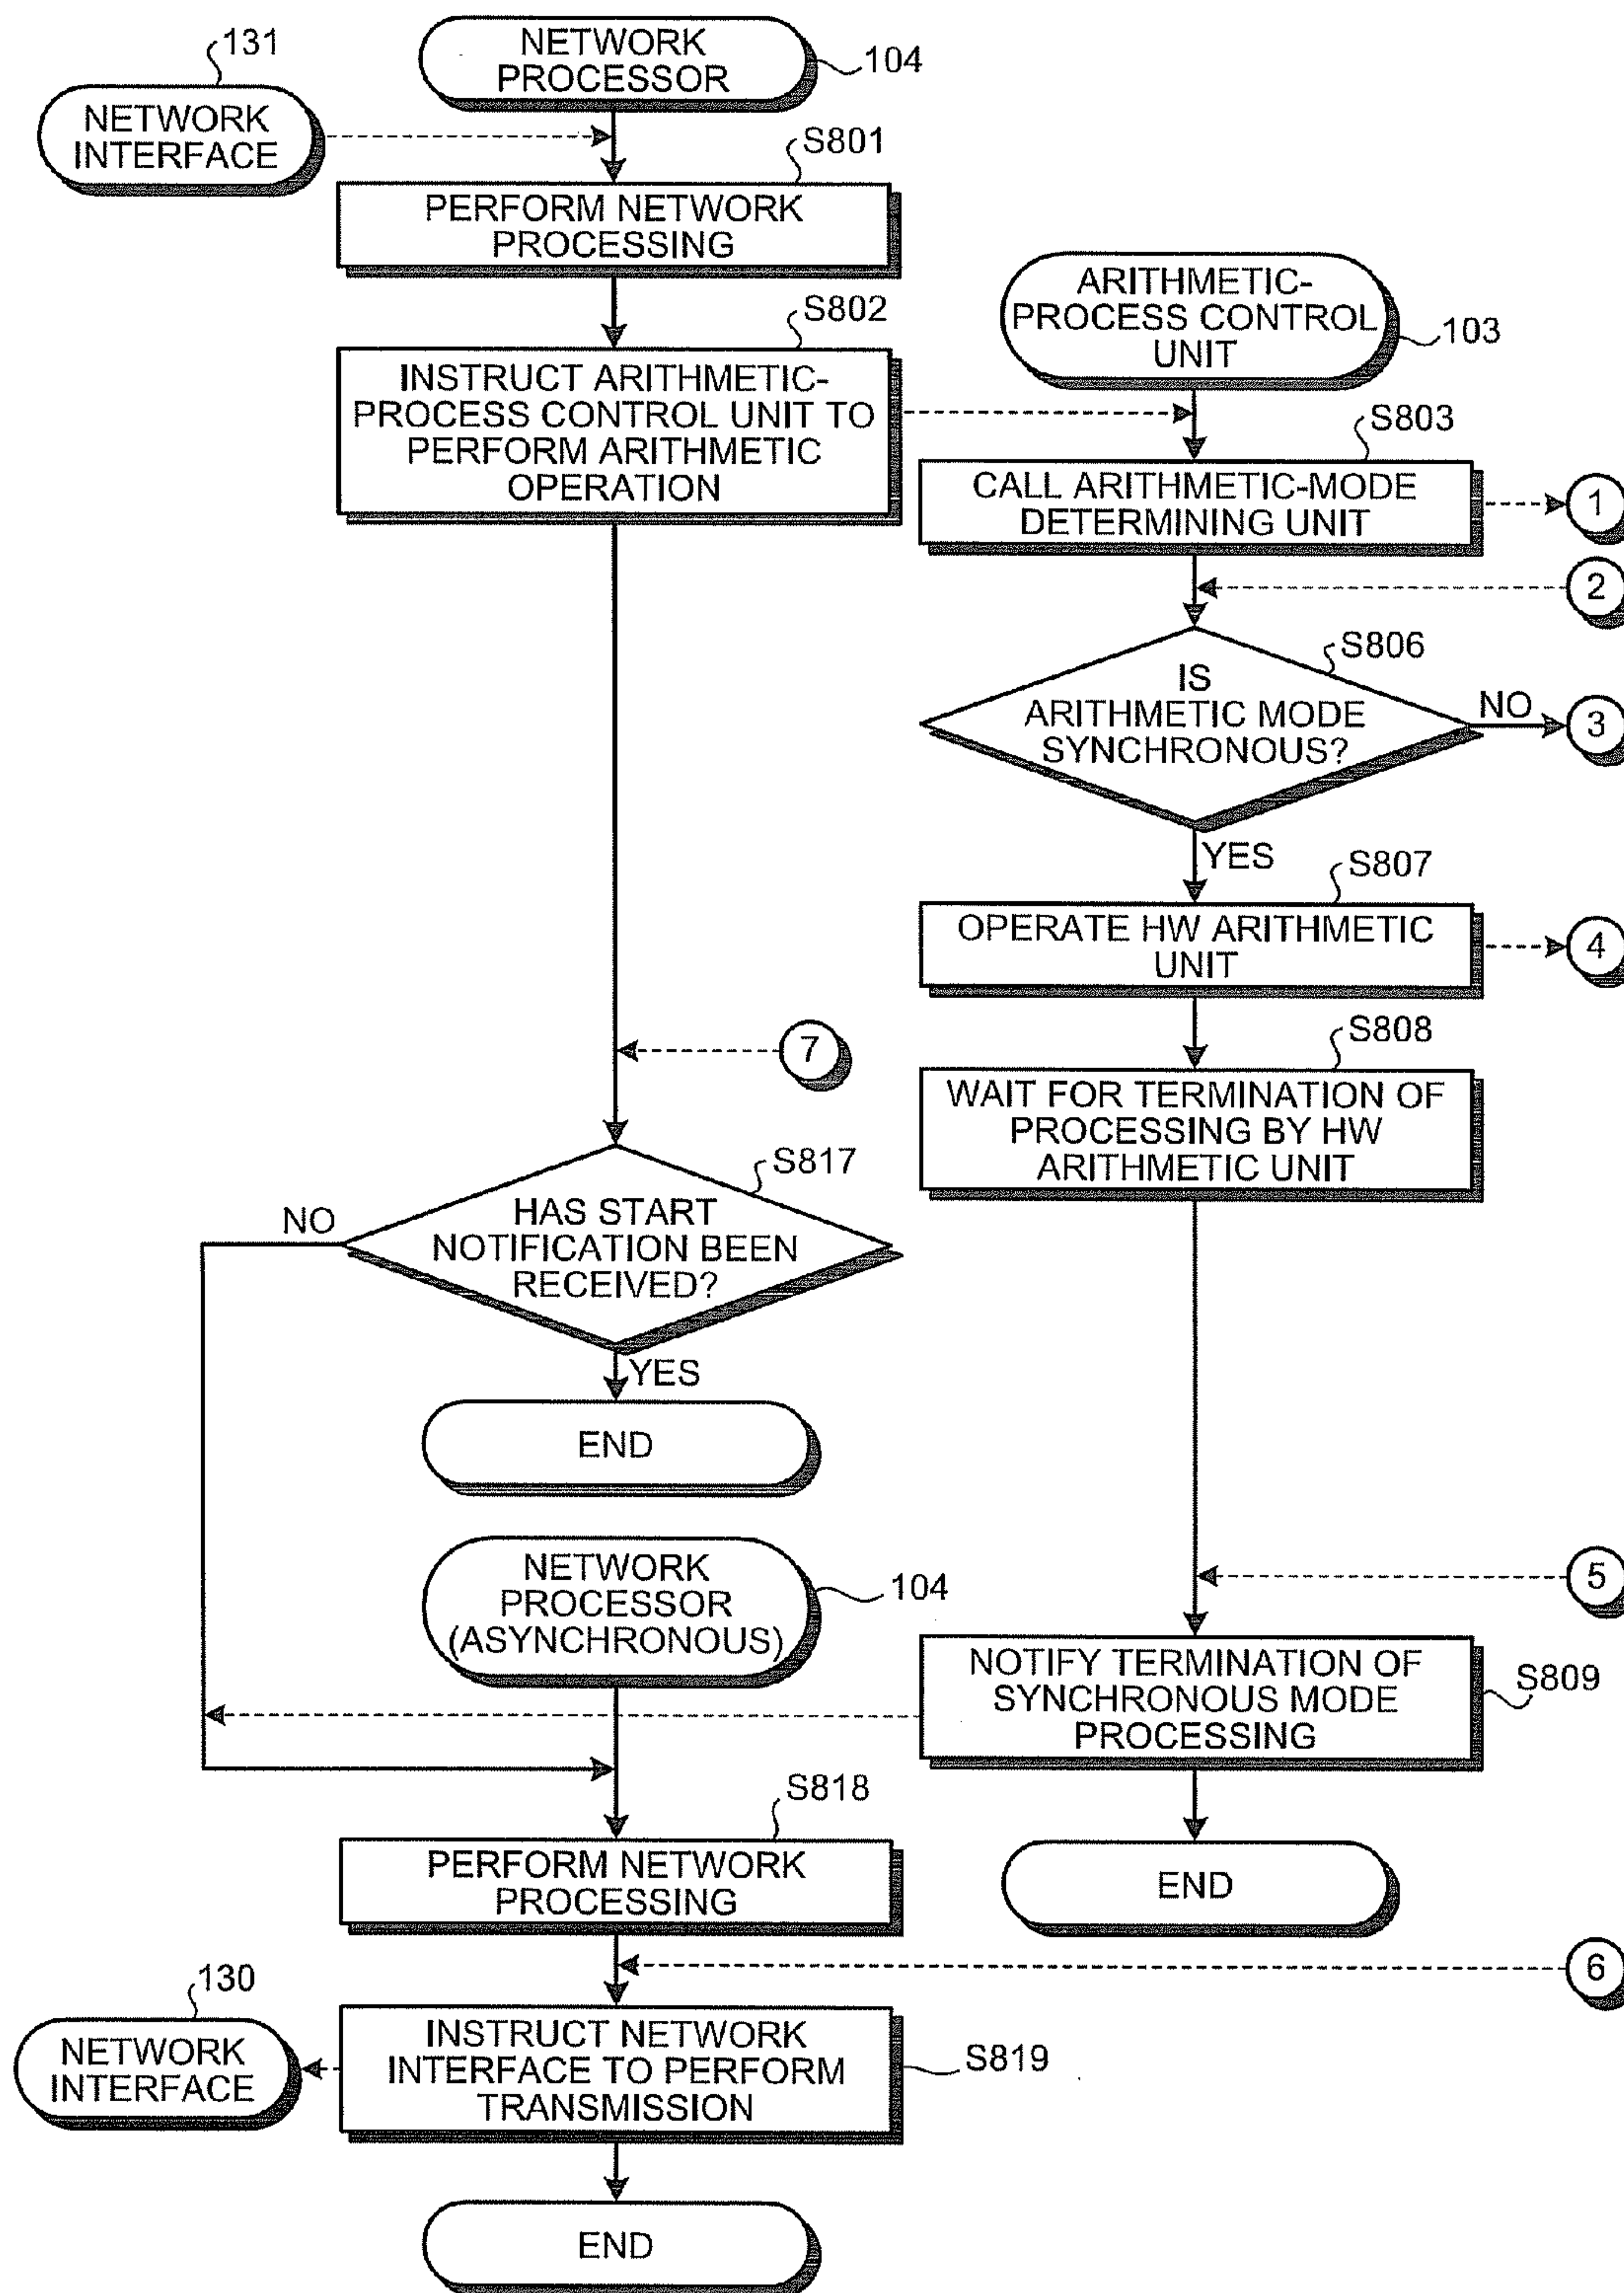 131
NETWORK
INTERFACE
NETWORK
PROCESSOR
104
S801
PERFORM NETWORK
PROCESSING
S802
INSTRUCT ARITHMETIC-
PROCESS CONTROL UNIT TO
PERFORM ARITHMETIC
OPERATION
ARITHMETIC-
PROCESS CONTROL
UNIT
103
S803
CALL ARITHMETIC-MODE
DETERMINING UNIT
1
2
S806
IS
ARITHMETIC MODE
SYNCHRONOUS?
NO
3
YES
S807
OPERATE HW ARITHMETIC
UNIT
4
S808
WAIT FOR TERMINATION OF
PROCESSING BY HW
ARITHMETIC UNIT
7
S817
HAS START
NOTIFICATION BEEN
RECEIVED?
NO
YES
END
NETWORK
PROCESSOR
(ASYNCHRONOUS)
104
5
NOTIFY TERMINATION OF
SYNCHRONOUS MODE
PROCESSING
S809
END
S818
PERFORM NETWORK
PROCESSING
6
130
NETWORK
INTERFACE
INSTRUCT NETWORK
INTERFACE TO PERFORM
TRANSMISSION
S819
END